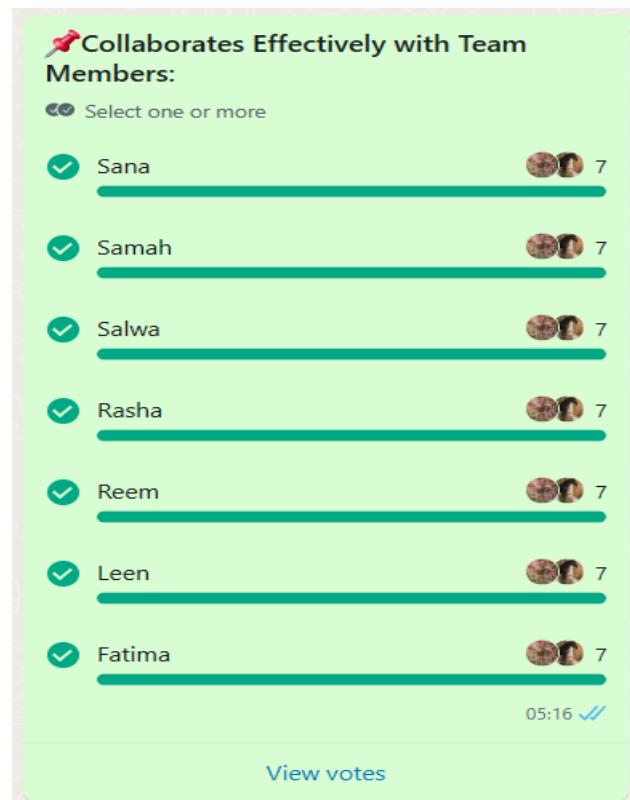 📌Collaborates Effectively with Team
Members:
Select one or more
Sana 7
Samah 7
Salwa 7
Rasha 7
Reem 7
Leen 7
Fatima 7
05:16
View votes